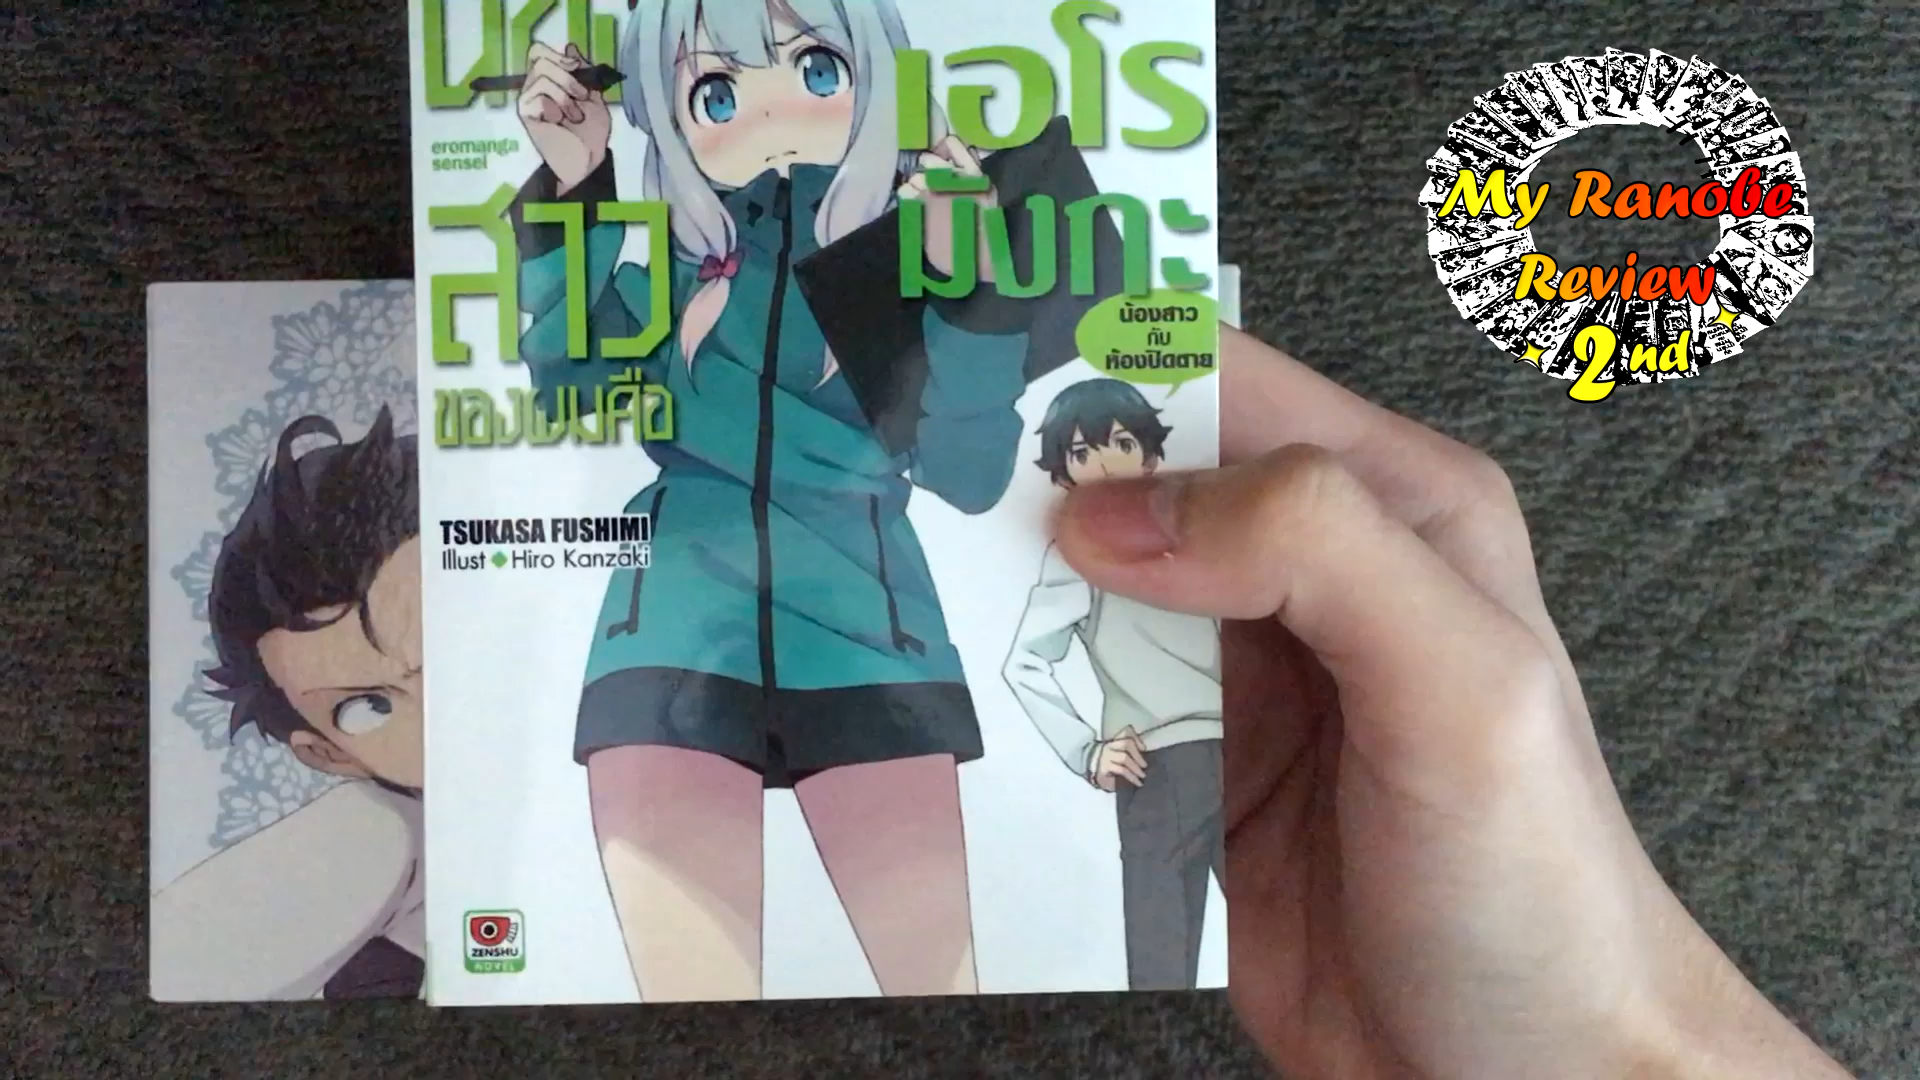 เอโร
มังกะ
eromanga
sensei
สาว
ของผมคือ
น้องสาว
กับ
ห้องปิดตาย
TSUKASA FUSHIMI
Illust ◆ Hiro Kanzaki
ZENSHU
NOVEL
My Ranobe
Review
2nd